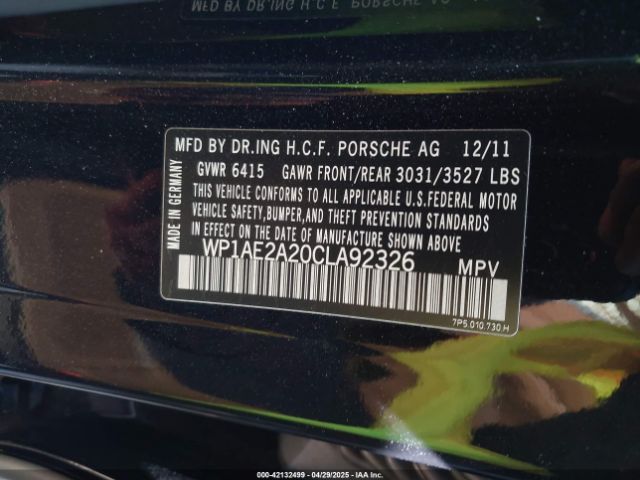 MFD BY DR.ING H.C.F. PORSCHE AG 12/11
GVWR 6415 GAWR FRONT/REAR 3031/3527 LBS
THIS VEHICLE CONFORMS TO ALL APPLICABLE U.S.FEDERAL MOTOR
VEHICLE SAFETY,BUMPER,AND THEFT PREVENTION STANDARDS
IN EFFECT ON THE DATE OF MANUFACTURE SHOWN ABOVE
WP1AE2A20CLA92326 MPV
MADE IN GERMANY
7P5.010.730.H
000-42132499 - 04/29/2025 - IAA Inc.